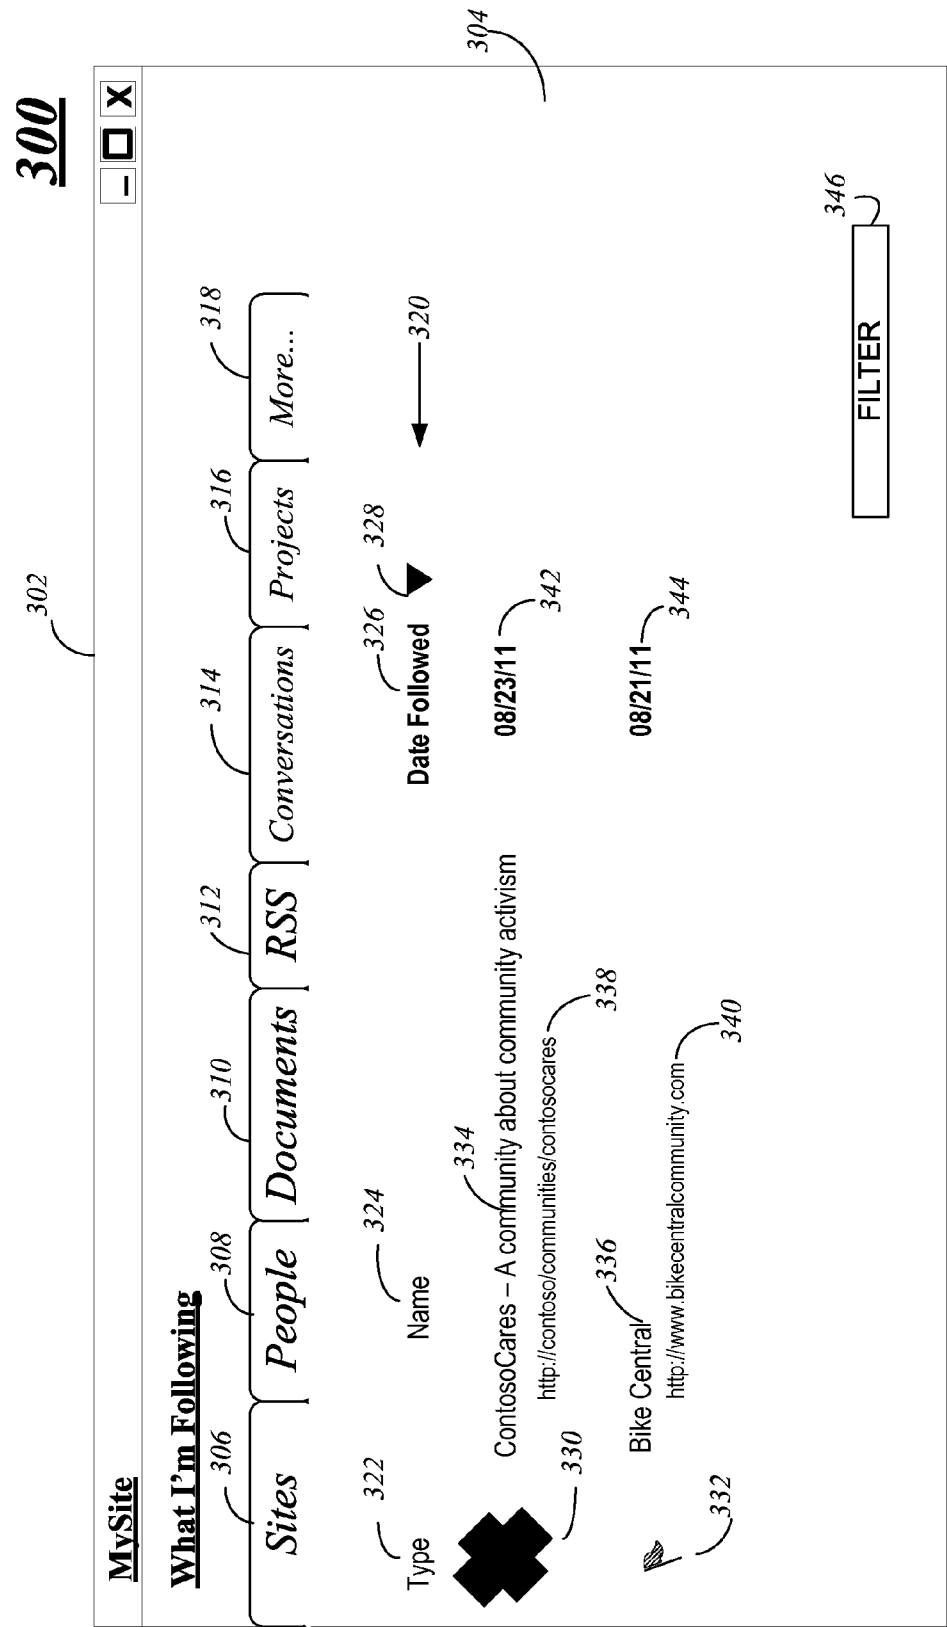 300
302
304
MySite
_ □ X
What I'm Following
306 308 310 312 314 316 318
Sites People Documents RSS Conversations Projects More...
322 324 326 328 320
Type Name Date Followed
334
ContosoCares – A community about community activism 08/23/11
http://contoso/communities/contosocares
330 338 342
336
Bike Central 08/21/11
http://www.bikecentralcommunity.com
332 340 344
346
FILTER